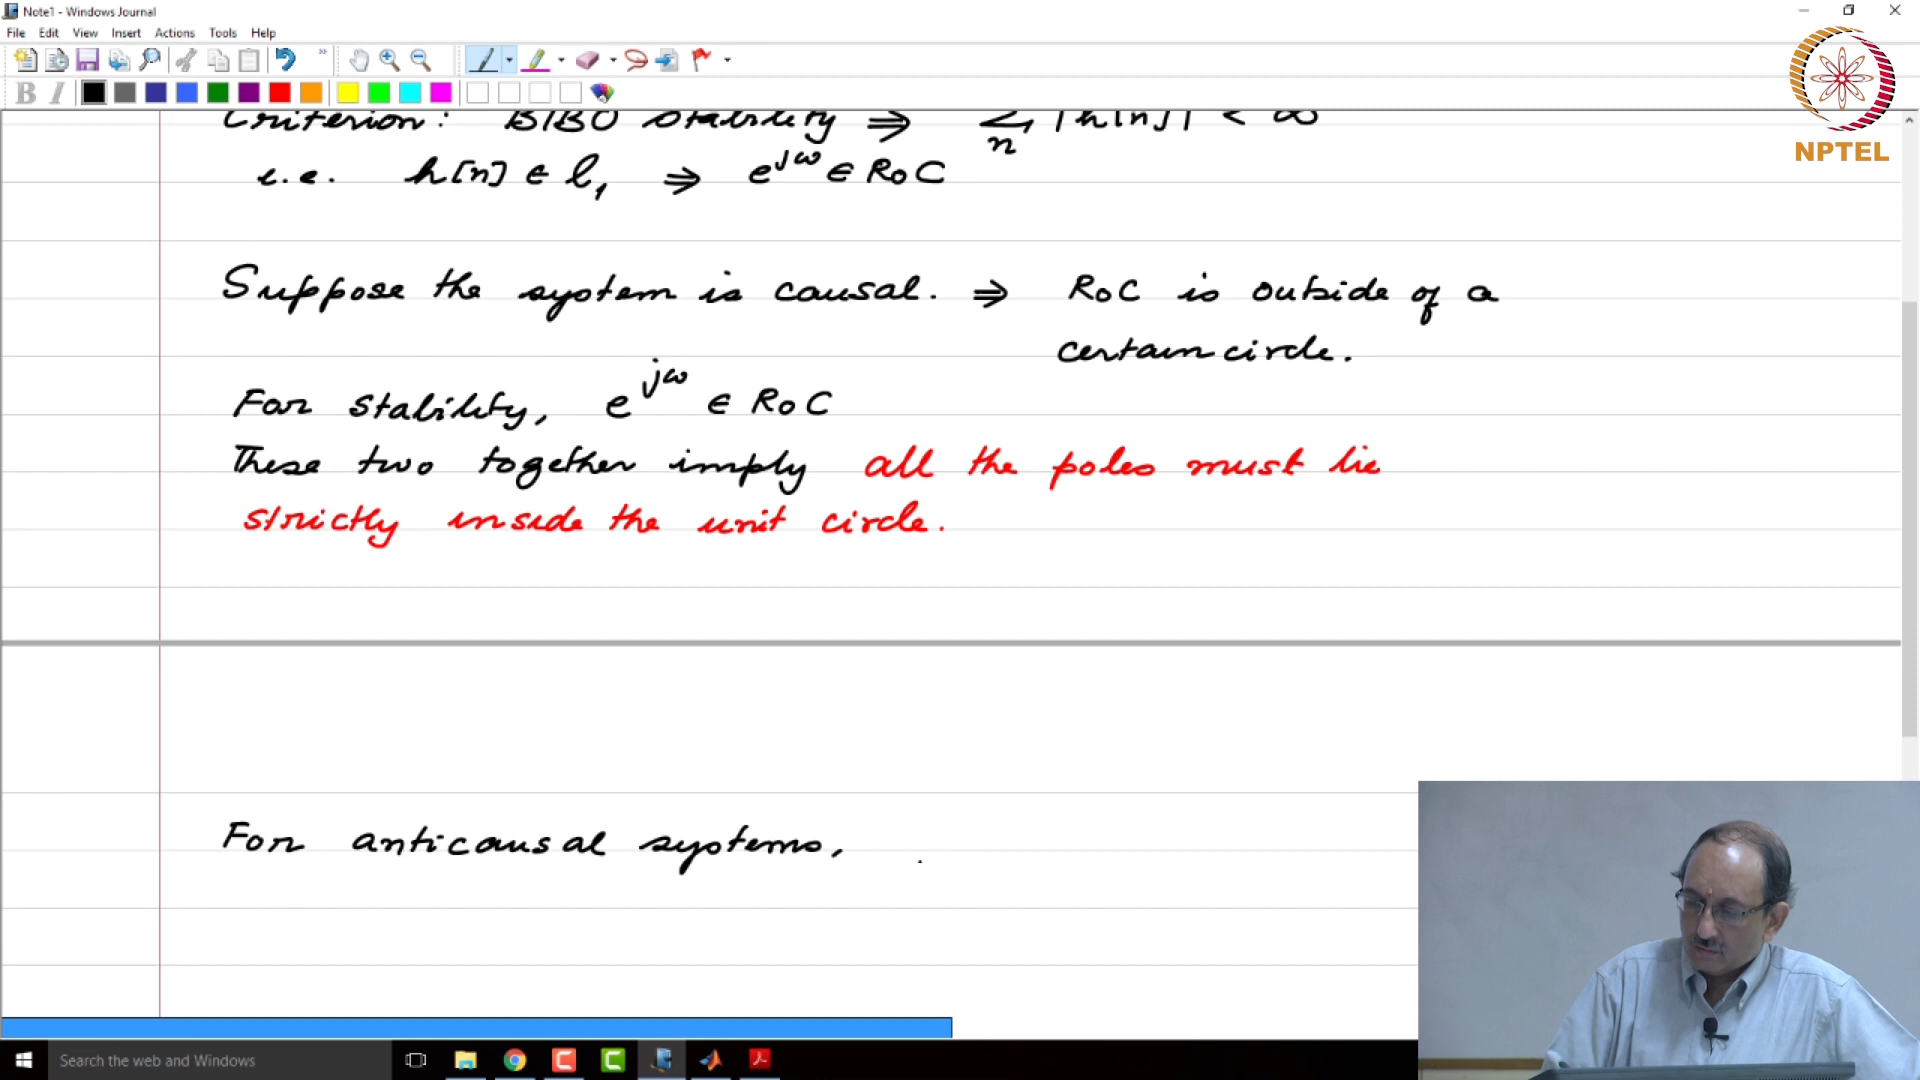 Note1 - Windows Journal
File Edit View Insert Actions Tools Help
B I
NPTEL
Criterion: BIBO stability ⇒ Σ |h[n]| < ∞
n
i.e. h[n] ∈ l₁ ⇒ e^{jω} ∈ RoC
Suppose the system is causal. ⇒ RoC is outside of a
certain circle.
For stability, e^{jω} ∈ RoC
These two together imply all the poles must lie
strictly inside the unit circle.
For anticausal systems,
Search the web and Windows